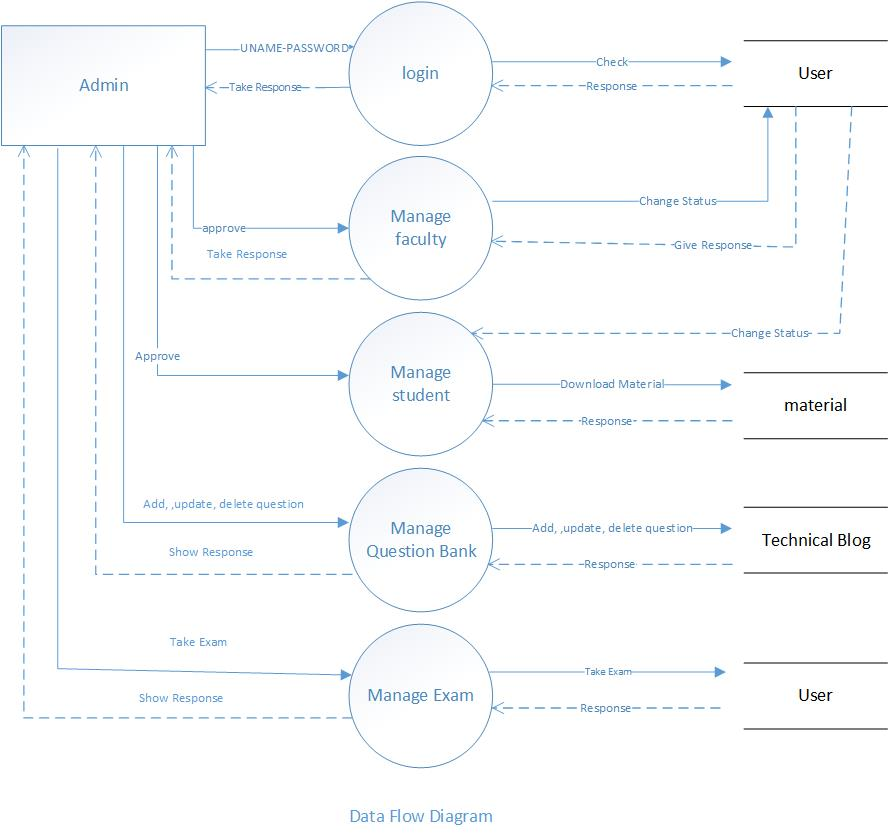 UNAME-PASSWORD
Admin
login
Check
User
Take Response
Response
Manage
faculty
Change Status
approve
Take Response
Give Response
Change Status
Approve
Manage
student
Download Material
material
Response
Add, ,update, delete question
Manage
Question Bank
Add, ,update, delete question
Technical Blog
Show Response
Response
Take Exam
Take Exam
Manage Exam
User
Show Response
Response
Data Flow Diagram